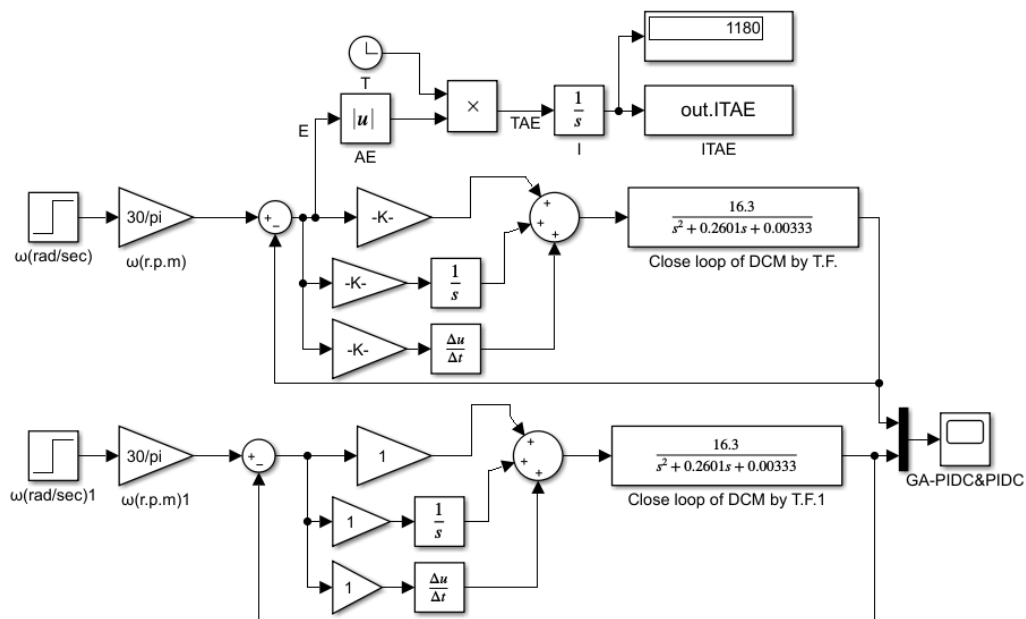 1180
T
×
TAE
1
s
I
out.ITAE
ITAE
E
|u|
AE
30/pi
ω(rad/sec)
ω(r.p.m)
+
−
-K-
+
+
+
16.3
s² + 0.2601s + 0.00333
Close loop of DCM by T.F.
-K-
1
s
-K-
Δu
Δt
30/pi
ω(rad/sec)1
ω(r.p.m)1
+
−
1
+
+
+
16.3
s² + 0.2601s + 0.00333
Close loop of DCM by T.F.1
GA-PIDC&PIDC
1
1
s
1
Δu
Δt